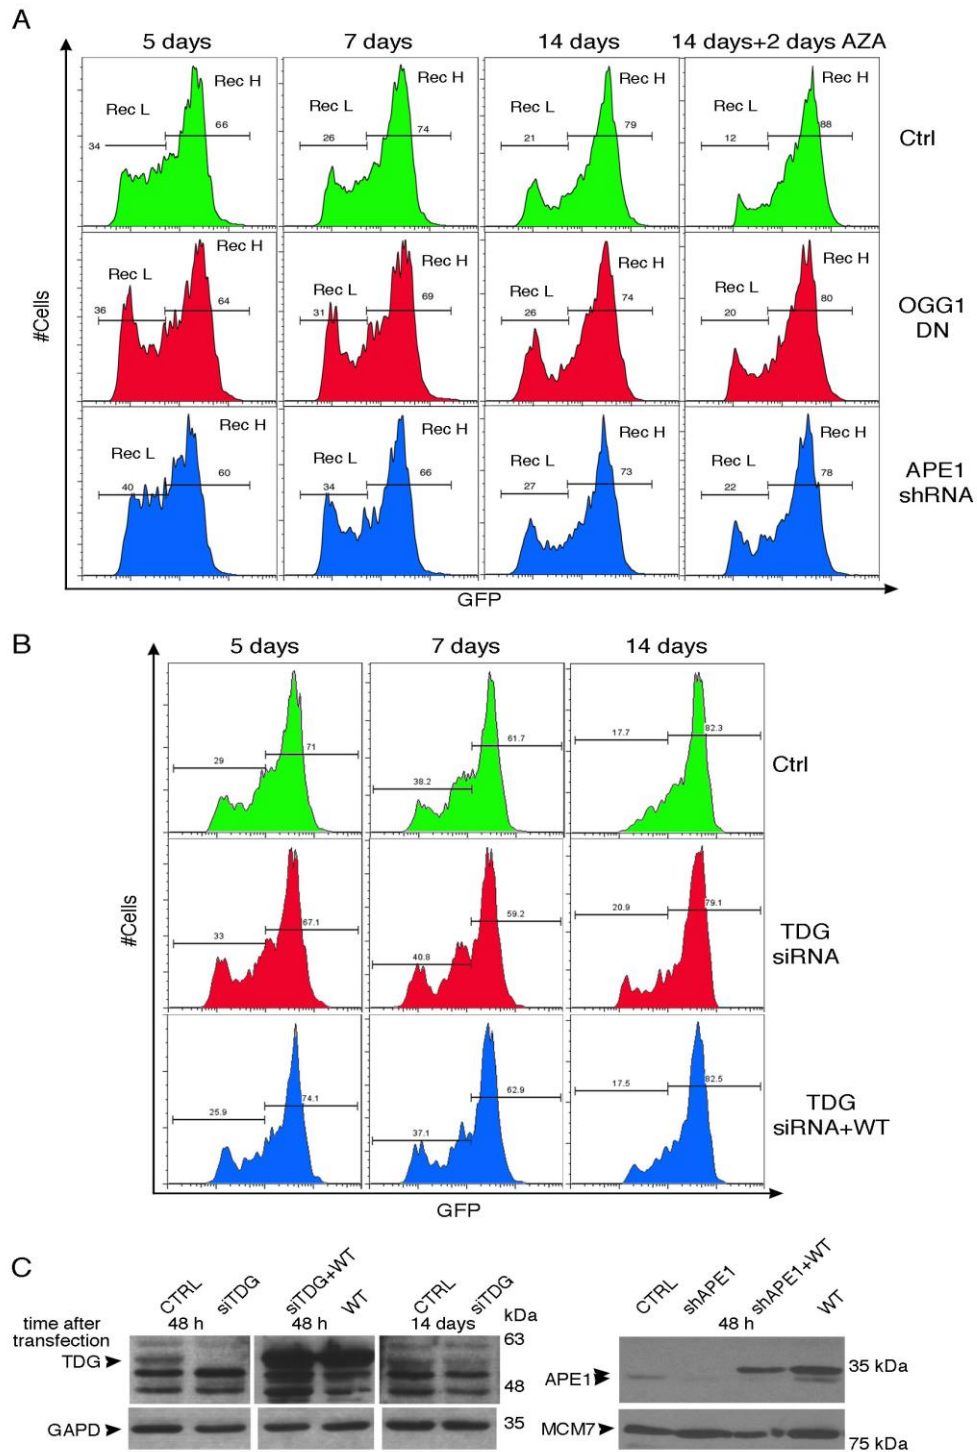 A
5 days 7 days 14 days 14 days+2 days AZA
Rec L Rec H Rec L Rec H Rec L Rec H Rec L Rec H
34 66 26 74 21 79 12 88
Ctrl
Rec L Rec H Rec L Rec H Rec L Rec H Rec L Rec H
36 64 31 69 26 74 20 80
OGG1
DN
Rec L Rec H Rec L Rec H Rec L Rec H Rec L Rec H
40 60 34 66 27 73 22 78
APE1
shRNA
#Cells
GFP
B
5 days 7 days 14 days
29 71 38.2 61.7 17.7 82.3
Ctrl
33 67.1 40.8 59.2 20.9 79.1
TDG
siRNA
25.9 74.1 37.1 62.9 17.5 82.5
TDG
siRNA+WT
#Cells
GFP
C
CTRL siTDG siTDG+WT WT CTRL siTDG kDa
time after
transfection
48 h 48 h 14 days
63
TDG
48
GAPD
35
CTRL shAPE1 shAPE1+WT WT
48 h
35 kDa
APE1
MCM7
75 kDa